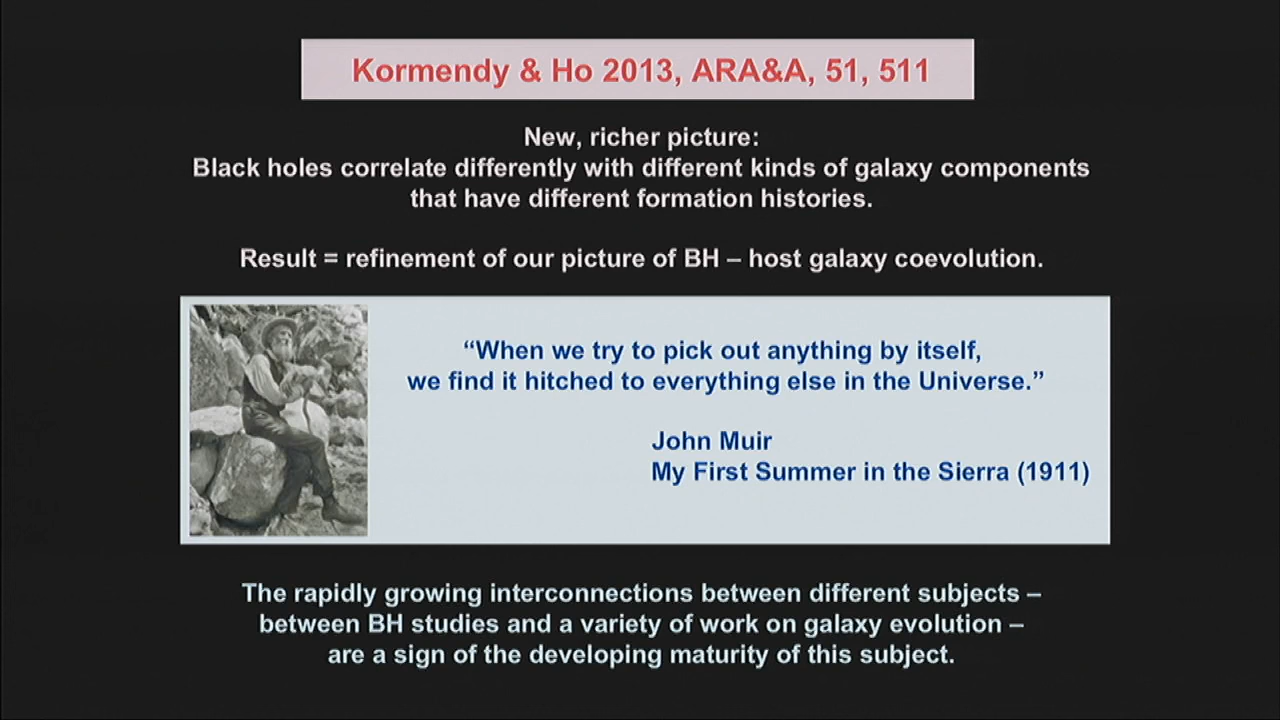 Kormendy & Ho 2013, ARA&A, 51, 511
New, richer picture:
Black holes correlate differently with different kinds of galaxy components
that have different formation histories.
Result = refinement of our picture of BH – host galaxy coevolution.
“When we try to pick out anything by itself,
we find it hitched to everything else in the Universe.”
John Muir
My First Summer in the Sierra (1911)
The rapidly growing interconnections between different subjects –
between BH studies and a variety of work on galaxy evolution –
are a sign of the developing maturity of this subject.